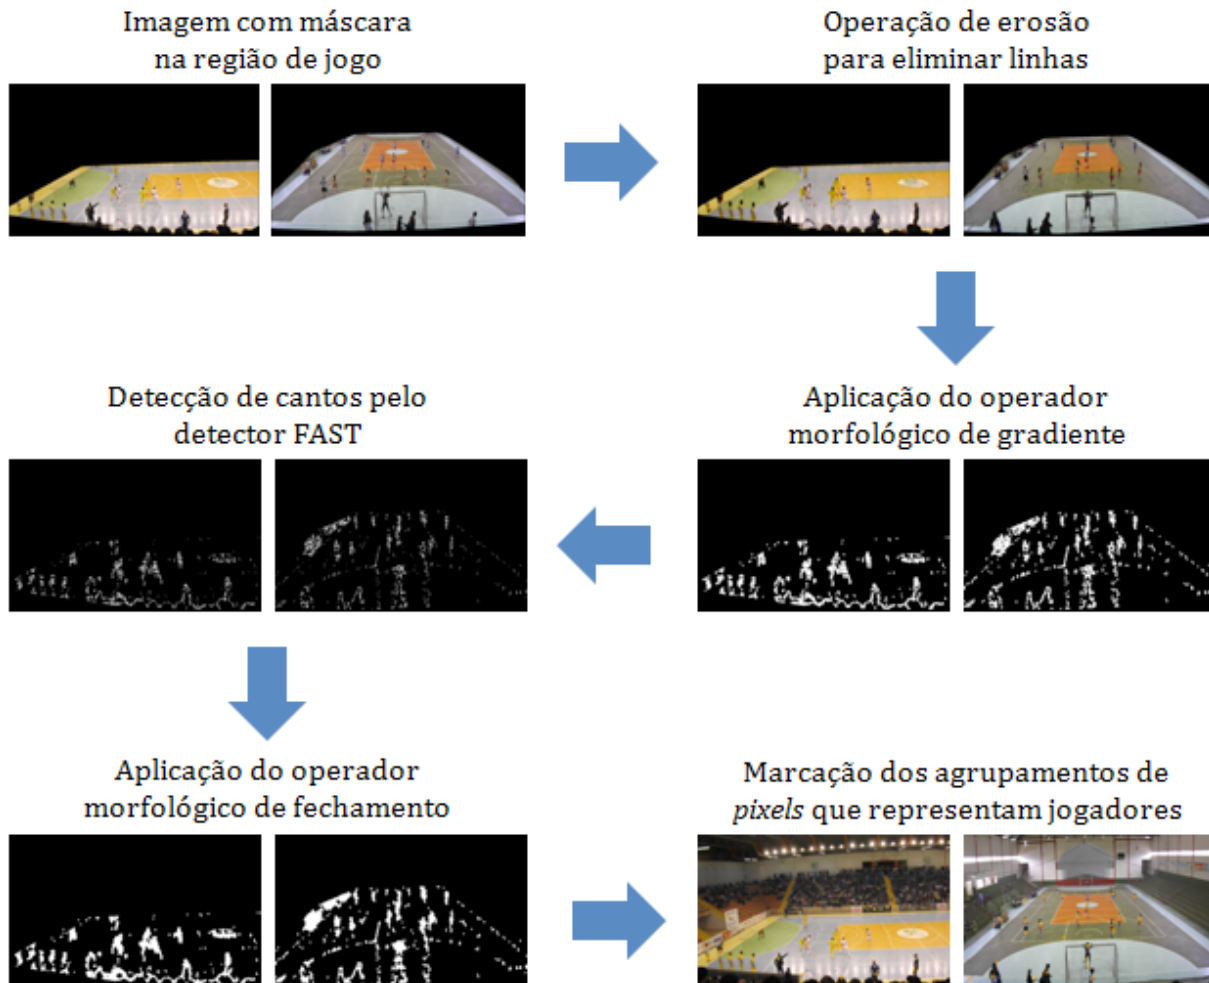 Imagem com máscara
na região de jogo
Operação de erosão
para eliminar linhas
Aplicação do operador
morfológico de gradiente
Detecção de cantos pelo
detector FAST
Aplicação do operador
morfológico de fechamento
Marcação dos agrupamentos de
pixels que representam jogadores